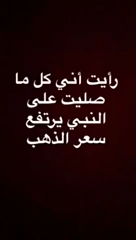 رأيت أني كل ما
صليت على
النبي يرتفع
سعر الذهب